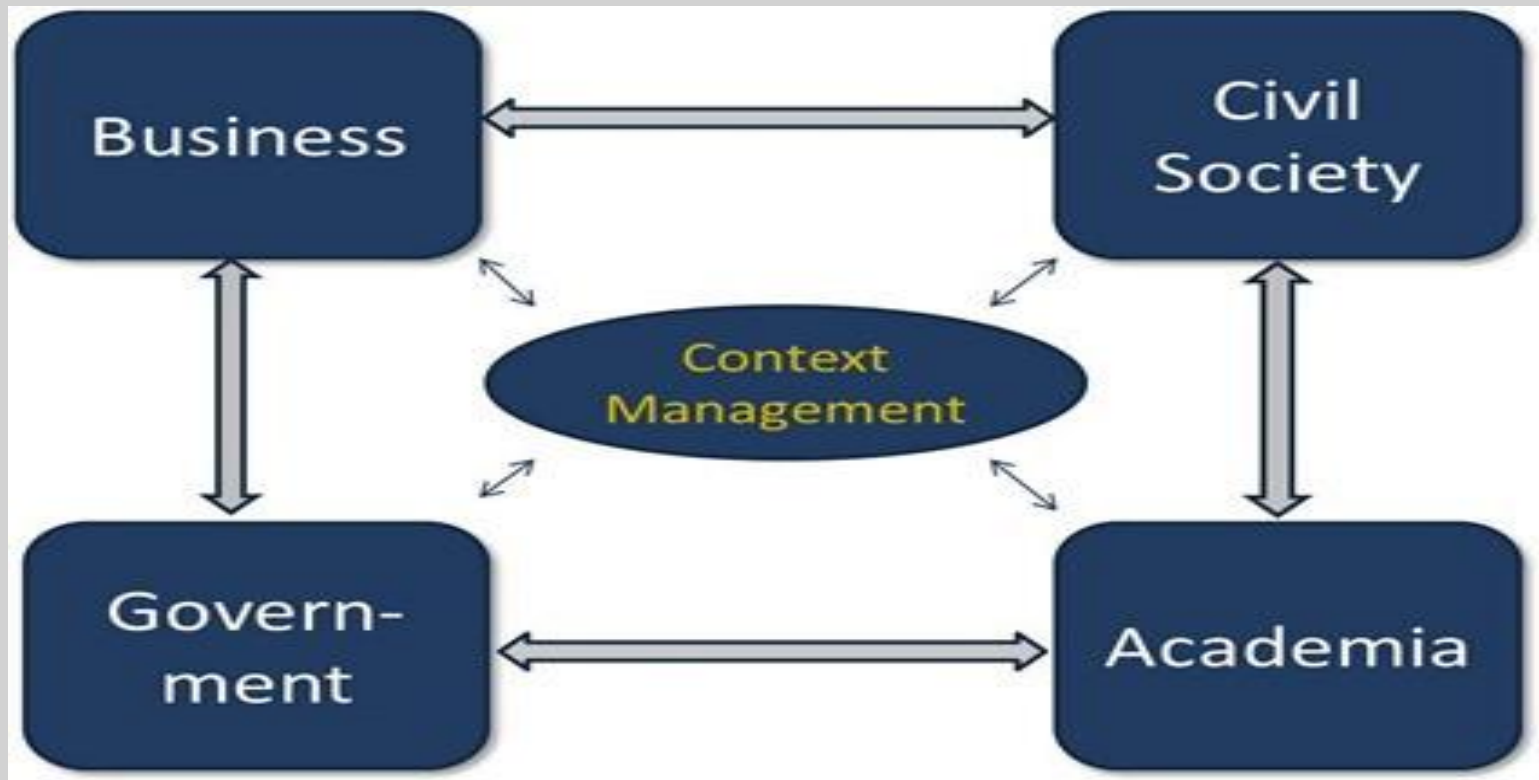 Business
Civil
Society
Context
Management
Govern-
ment
Academia